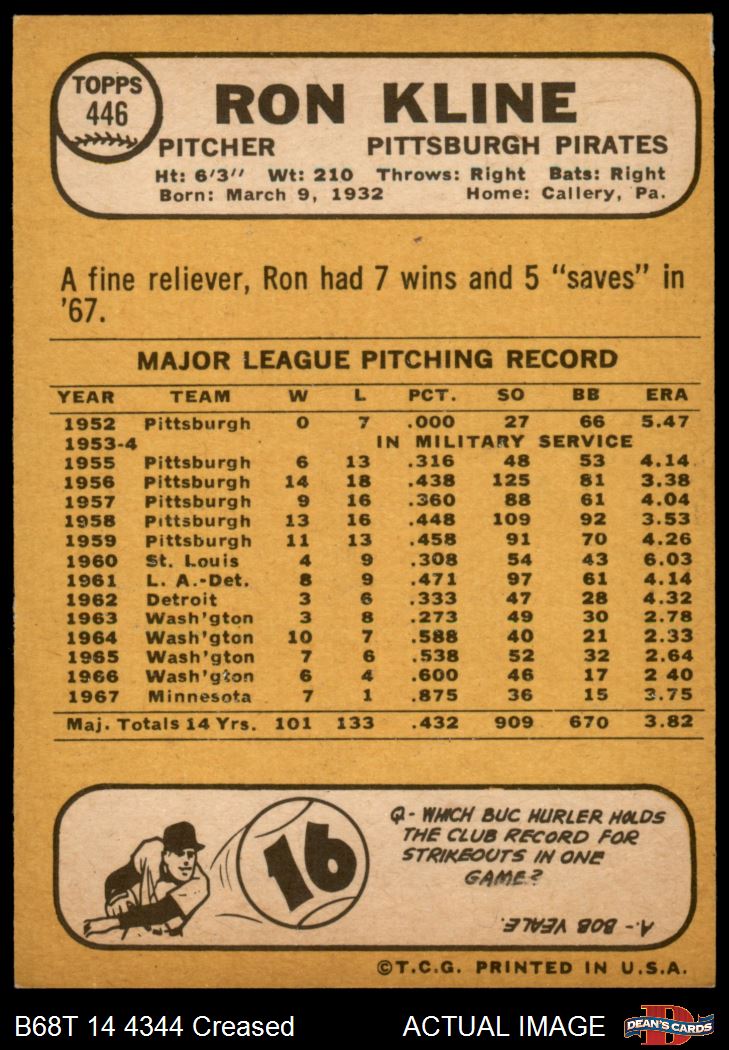 TOPPS
446
RON KLINE
PITCHER PITTSBURGH PIRATES
Ht: 6'3" Wt: 210 Throws: Right Bats: Right
Born: March 9, 1932 Home: Callery, Pa.
A fine reliever, Ron had 7 wins and 5 "saves" in
'67.
MAJOR LEAGUE PITCHING RECORD
YEAR TEAM W L PCT. SO BB ERA
1952 Pittsburgh 0 7 .000 27 66 5.47
1953-4 IN MILITARY SERVICE
1955 Pittsburgh 6 13 .316 48 53 4.14
1956 Pittsburgh 14 18 .438 125 81 3.38
1957 Pittsburgh 9 16 .360 88 61 4.04
1958 Pittsburgh 13 16 .448 109 92 3.53
1959 Pittsburgh 11 13 .458 91 70 4.26
1960 St. Louis 4 9 .308 54 43 6.03
1961 L. A.-Det. 8 9 .471 97 61 4.14
1962 Detroit 3 6 .333 47 28 4.32
1963 Wash'gton 3 8 .273 49 30 2.78
1964 Wash'gton 10 7 .588 40 21 2.33
1965 Wash'gton 7 6 .538 52 32 2.64
1966 Wash'gton 6 4 .600 46 17 2 40
1967 Minnesota 7 1 .875 36 15 3.75
Maj. Totals 14 Yrs. 101 133 .432 909 670 3.82
16
Q- WHICH BUC HURLER HOLDS
THE CLUB RECORD FOR
STRIKEOUTS IN ONE
GAME?
A.- BOB VEALE.
©T.C.G. PRINTED IN U.S.A.
B68T 14 4344 Creased ACTUAL IMAGE
D
DEAN'S CARDS